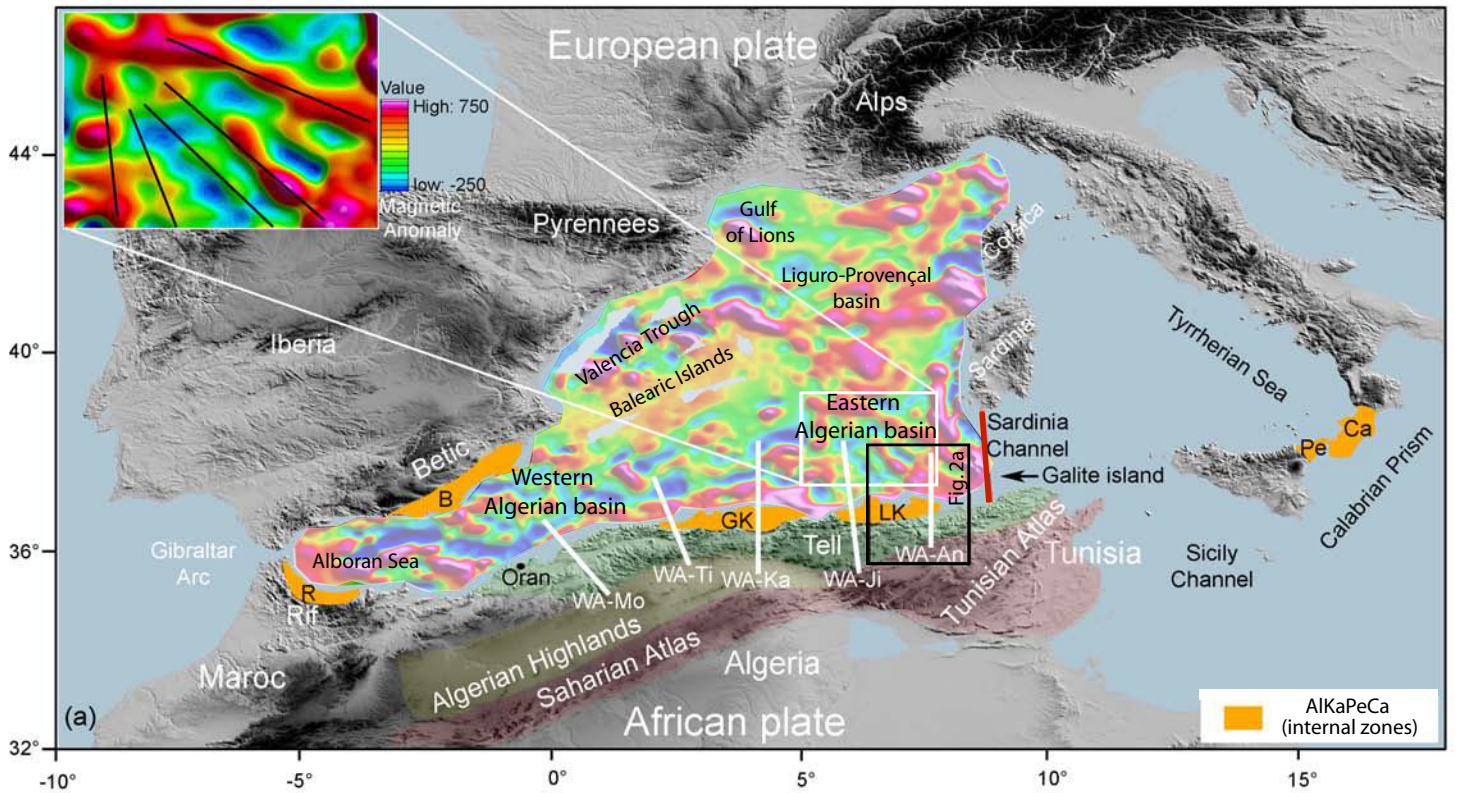 European plate
Alps
Value
High: 750
low: -250
Magnetic
Anomaly
44°
Pyrennees
Gulf
of Lions
Corsica
Liguro-Provençal
basin
Iberia
40°
Valencia Trough
Balearic Islands
Sardinia
Tyrrherian Sea
Eastern
Algerian basin
Sardinia
Channel
Ca
Pe
Galite island
Calabrian Prism
Betic
B
Western
Algerian basin
Fig.2a
GK
LK
Tell
36°
Gibraltar
Arc
Alboran Sea
Oran
WA-Mo
WA-Ti
WA-Ka
WA-Ji
WA-An
Tunisian Atlas
Tunisia
Sicily
Channel
R
Rif
Maroc
Algerian Highlands
Saharian Atlas
Algeria
African plate
(a)
AlKaPeCa
(internal zones)
32°
-10°
-5°
0°
5°
10°
15°